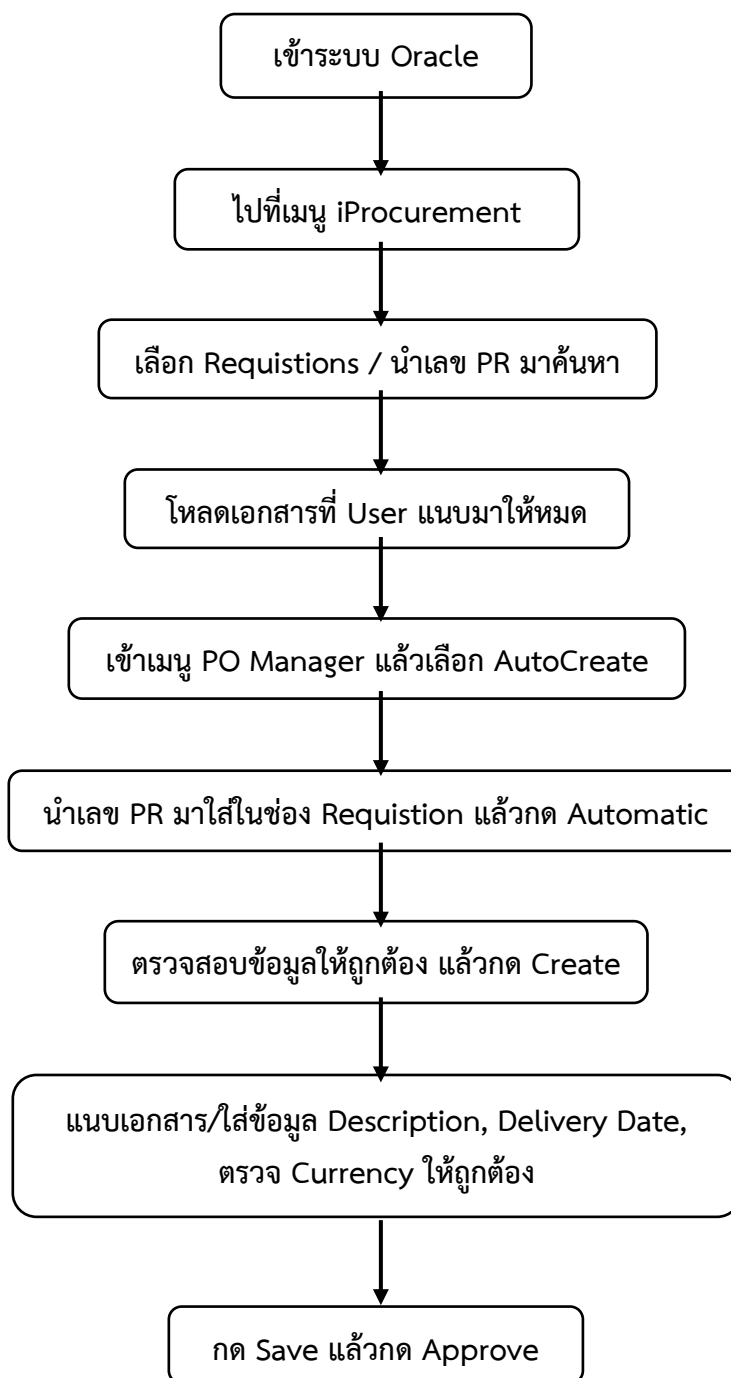 เข้าระบบ Oracle
ไปที่เมนู iProcurement
เลือก Requistions / นำเลข PR มาค้นหา
โหลดเอกสารที่ User แนบมาให้หมด
เข้าเมนู PO Manager แล้วเลือก AutoCreate
นำเลข PR มาใส่ในช่อง Requistion แล้วกด Automatic
ตรวจสอบข้อมูลให้ถูกต้อง แล้วกด Create
แนบเอกสาร/ใส่ข้อมูล Description, Delivery Date,
ตรวจ Currency ให้ถูกต้อง
กด Save แล้วกด Approve